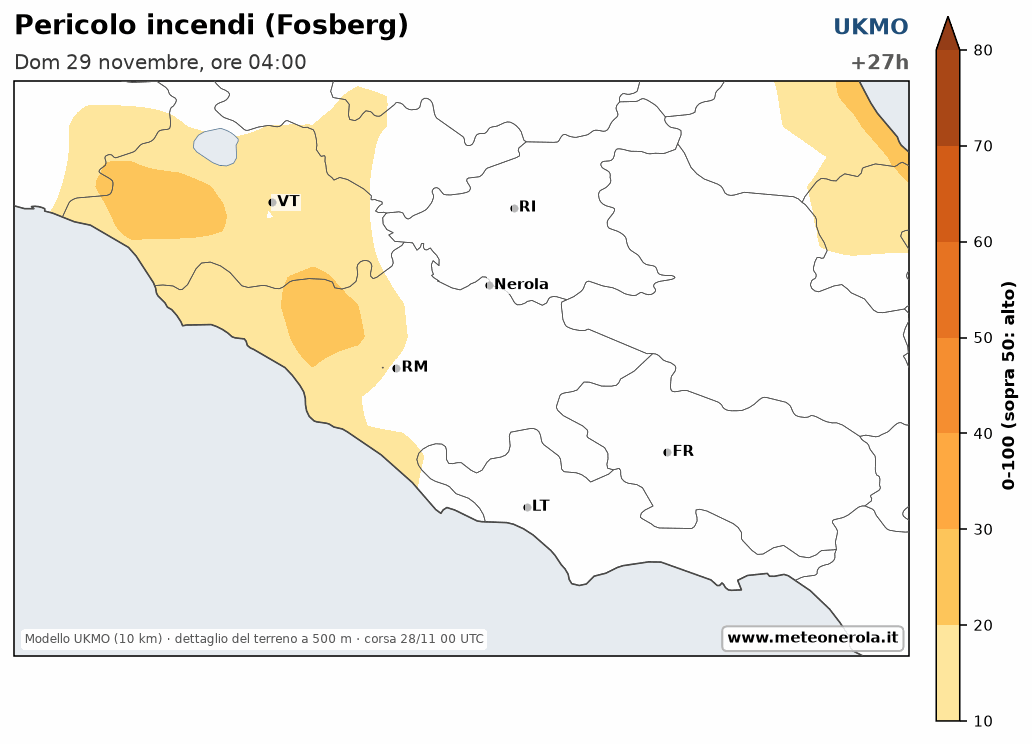 Pericolo incendi (Fosberg)
UKMO
Dom 29 novembre, ore 04:00
+27h
80
70
60
50
40
30
20
10
0-100 (sopra 50: alto)
VT
RI
Nerola
RM
FR
LT
Modello UKMO (10 km) · dettaglio del terreno a 500 m · corsa 28/11 00 UTC
www.meteonerola.it